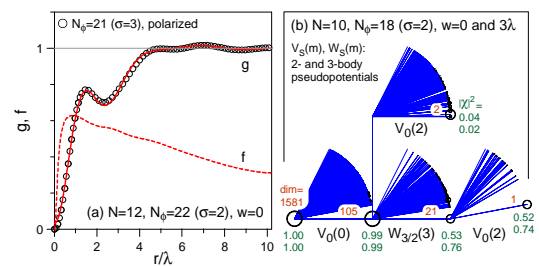 N_ϕ=21 (σ=3), polarized
1
g, f
0
g
f
(a) N=12, N_ϕ=22 (σ=2), w=0
0 2 4 6 8 10
r/λ
(b) N=10, N_ϕ=18 (σ=2), w=0 and 3λ
V_S(m), W_S(m):
2- and 3-body
pseudopotentials
2
|χ|²=
0.04
0.02
V_0(2)
dim=
1581
105
21
1
1.00
1.00
V_0(0)
0.99
0.99
W_3/2(3)
0.53
0.76
V_0(2)
0.52
0.74